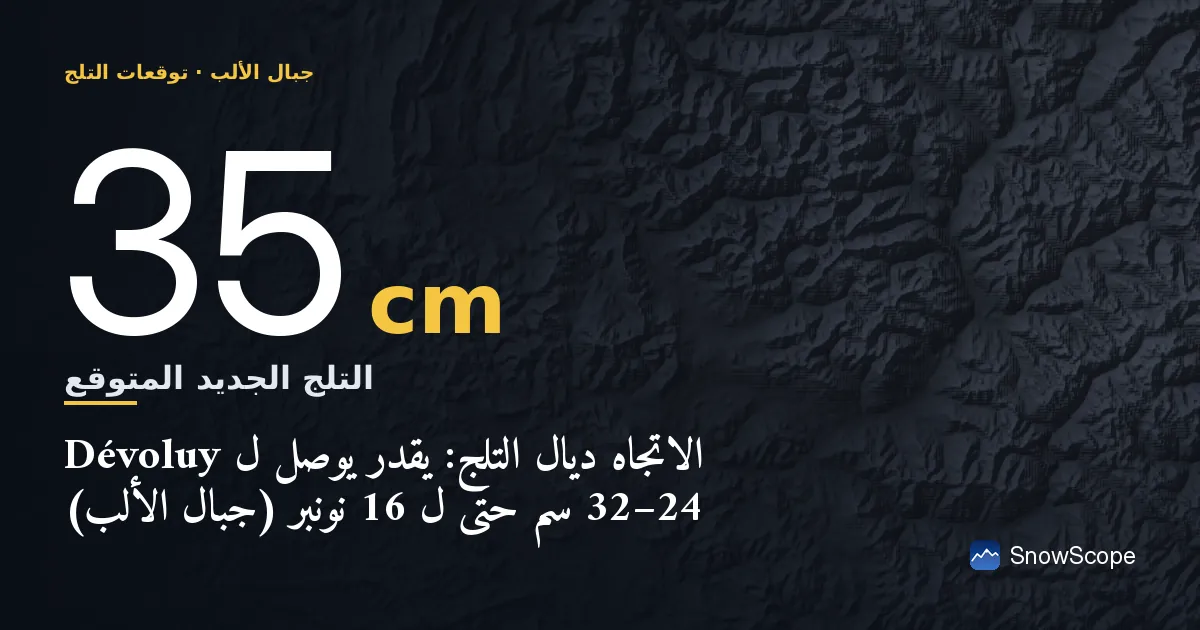 جبال الألب · توقعات التلج
35 cm
التلج الجديد المتوقع
الاتجاه ديال التلج: يقدر يوصل ل Dévoluy
24–32 سم حتى ل 16 نونبر (جبال الألب)
SnowScope